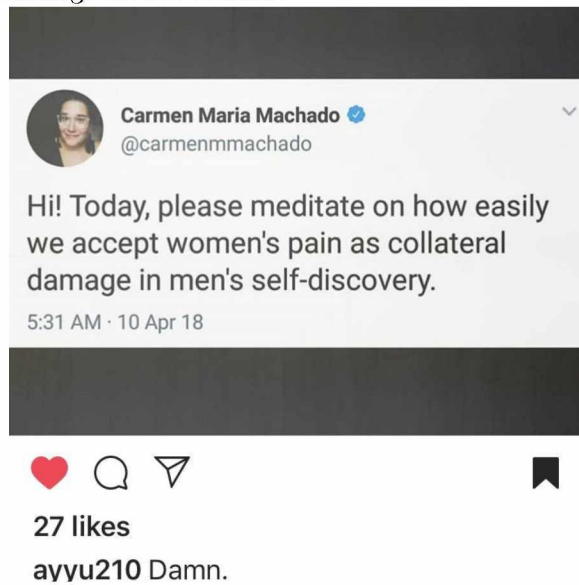 Carmen Maria Machado
@carmenmmachado
Hi! Today, please meditate on how easily
we accept women's pain as collateral
damage in men's self-discovery.
5:31 AM · 10 Apr 18
27 likes
ayyu210 Damn.